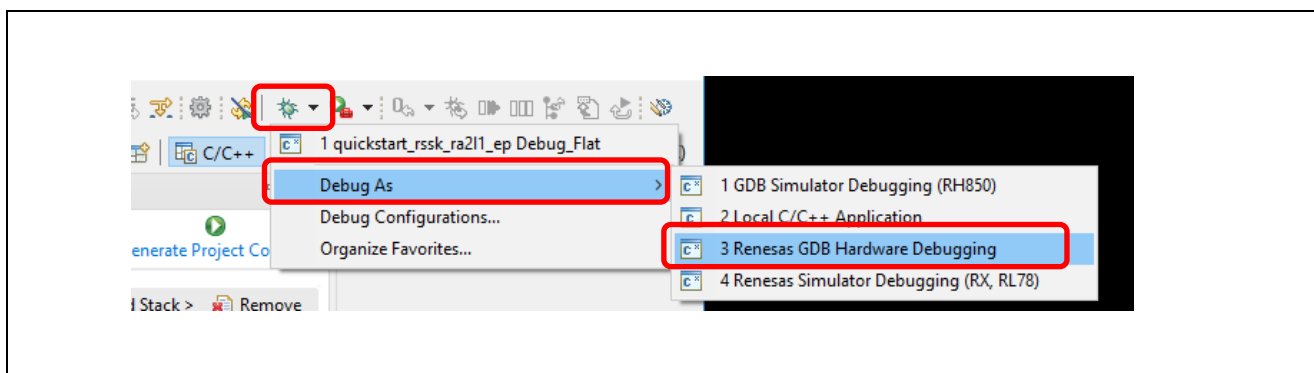 1 quickstart_rssk_ra2l1_ep Debug_Flat
C/C++
Debug As
1 GDB Simulator Debugging (RH850)
Debug Configurations...
2 Local C/C++ Application
enerate Project Co
Organize Favorites...
3 Renesas GDB Hardware Debugging
4 Renesas Simulator Debugging (RX, RL78)
d Stack >
Remove